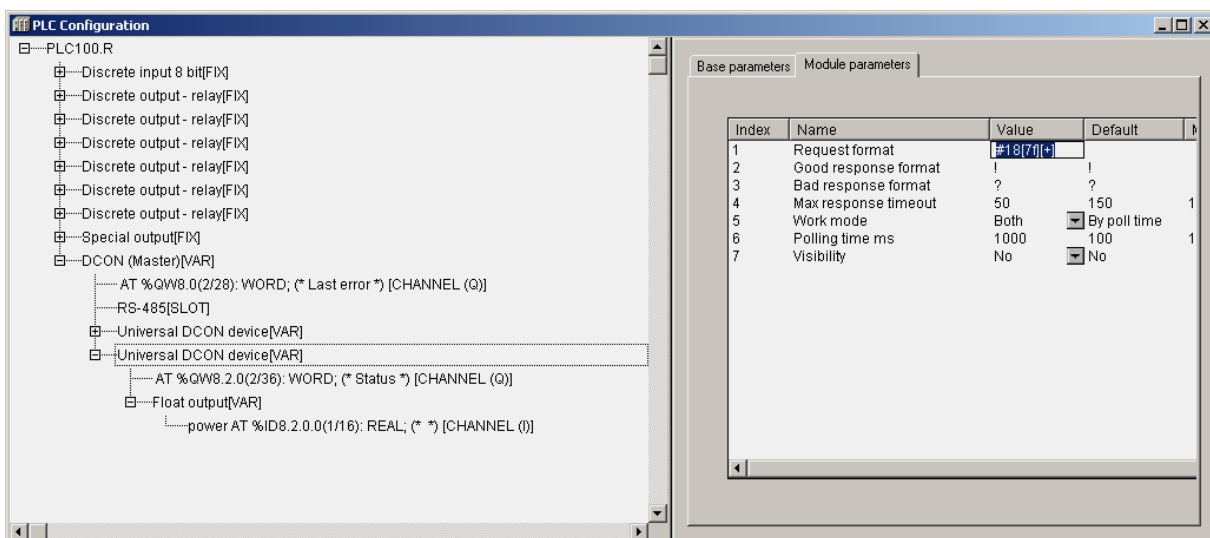 PLC Configuration
PLC100.R
Discrete input 8 bit[FIX]
Discrete output - relay[FIX]
Discrete output - relay[FIX]
Discrete output - relay[FIX]
Discrete output - relay[FIX]
Discrete output - relay[FIX]
Discrete output - relay[FIX]
Special output[FIX]
DCON (Master)[VAR]
AT %QW8.0(2/28): WORD; (* Last error *) [CHANNEL (Q)]
RS-485[SLOT]
Universal DCON device[VAR]
Universal DCON device[VAR]
AT %QW8.2.0(2/36): WORD; (* Status *) [CHANNEL (Q)]
Float output[VAR]
power AT %ID8.2.0.0(1/16): REAL; (* *) [CHANNEL (I)]
Base parameters Module parameters
Index Name Value Default
1 Request format #18[7f][+]
2 Good response format ! !
3 Bad response format ? ?
4 Max response timeout 50 150 1
5 Work mode Both By poll time
6 Polling time ms 1000 100 1
7 Visibility No No